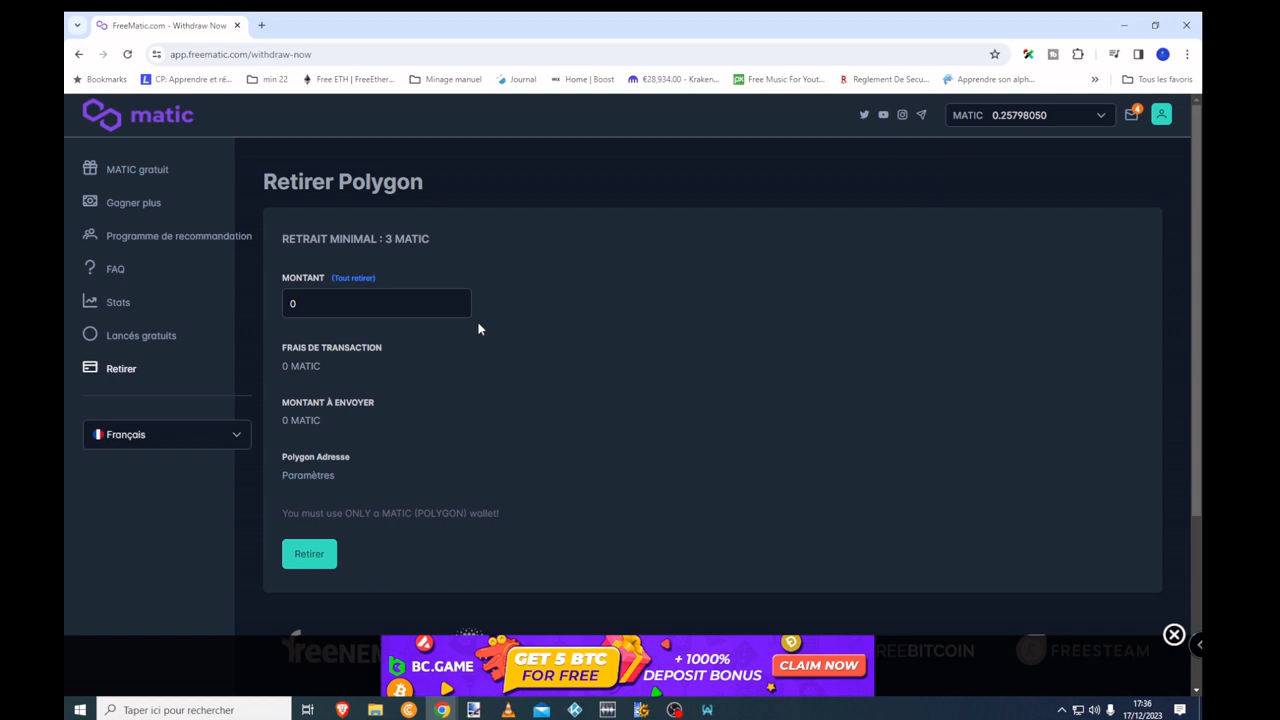 FreeMatic.com - Withdraw Now
app.freematic.com/withdraw-now
Bookmarks
CP: Apprendre et ré...
min 22
Free ETH | FreeEther...
Minage manuel
Journal
Home | Boost
€28,934.00 - Kraken...
Free Music For Yout...
Reglement De Secu...
Apprendre son alph...
»
Tous les favoris
matic
MATIC 0.25798050
4
MATIC gratuit
Gagner plus
Programme de recommandation
FAQ
Stats
Lancés gratuits
Retirer
Français
Retirer Polygon
RETRAIT MINIMAL : 3 MATIC
MONTANT (Tout retirer)
0
FRAIS DE TRANSACTION
0 MATIC
MONTANT À ENVOYER
0 MATIC
Polygon Adresse
Paramètres
You must use ONLY a MATIC (POLYGON) wallet!
Retirer
BC.GAME
GET 5 BTC
FOR FREE
+ 1000%
DEPOSIT BONUS
CLAIM NOW
FREESTEAM
Taper ici pour rechercher
17:36
17/12/2023